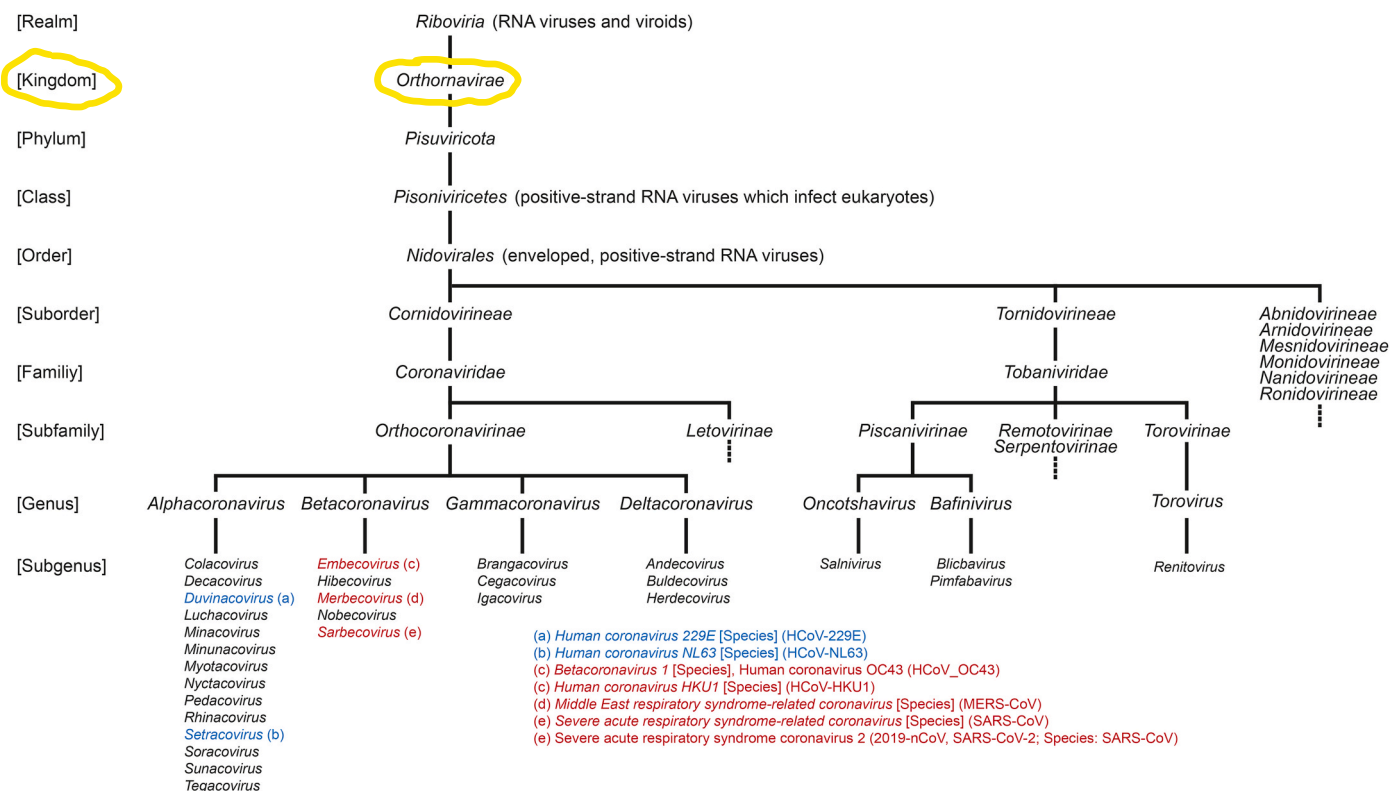 [Realm] Riboviria (RNA viruses and viroids)
[Kingdom] Orthornavirae
[Phylum] Pisuviricota
[Class] Pisoniviricetes (positive-strand RNA viruses which infect eukaryotes)
[Order] Nidovirales (enveloped, positive-strand RNA viruses)
[Suborder] Cornidovirineae Tornidovirineae Abnidovirineae
Arnidovirineae
Mesnidovirineae
Monidovirineae
Nanidovirineae
Ronidovirineae
[Familiy] Coronaviridae Tobaniviridae
[Subfamily] Orthocoronavirinae Letovirinae Piscanivirinae Remotovirinae Torovirinae
Serpentovirinae
[Genus] Alphacoronavirus Betacoronavirus Gammacoronavirus Deltacoronavirus Oncotshavirus Bafinivirus Torovirus
[Subgenus]
Colacovirus
Decacovirus
Duvinacovirus (a)
Luchacovirus
Minacovirus
Minunacovirus
Myotacovirus
Nyctacovirus
Pedacovirus
Rhinacovirus
Setracovirus (b)
Soracovirus
Sunacovirus
Tegacovirus
Embecovirus (c)
Hibecovirus
Merbecovirus (d)
Nobecovirus
Sarbecovirus (e)
Brangacovirus
Cegacovirus
Igacovirus
Andecovirus
Buldecovirus
Herdecovirus
Salnivirus
Blicbavirus
Pimfabavirus
Renitovirus
(a) Human coronavirus 229E [Species] (HCoV-229E)
(b) Human coronavirus NL63 [Species] (HCoV-NL63)
(c) Betacoronavirus 1 [Species], Human coronavirus OC43 (HCoV_OC43)
(c) Human coronavirus HKU1 [Species] (HCoV-HKU1)
(d) Middle East respiratory syndrome-related coronavirus [Species] (MERS-CoV)
(e) Severe acute respiratory syndrome-related coronavirus [Species] (SARS-CoV)
(e) Severe acute respiratory syndrome coronavirus 2 (2019-nCoV, SARS-CoV-2; Species: SARS-CoV)